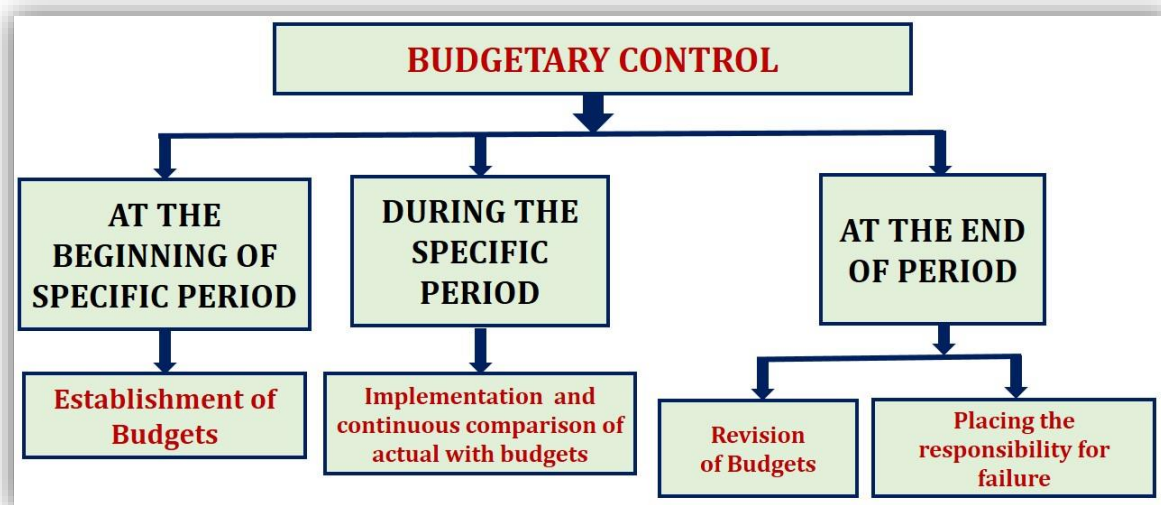 BUDGETARY CONTROL
AT THE
BEGINNING OF
SPECIFIC PERIOD
DURING THE
SPECIFIC
PERIOD
AT THE END
OF PERIOD
Establishment of
Budgets
Implementation and
continuous comparison of
actual with budgets
Revision
of Budgets
Placing the
responsibility for
failure